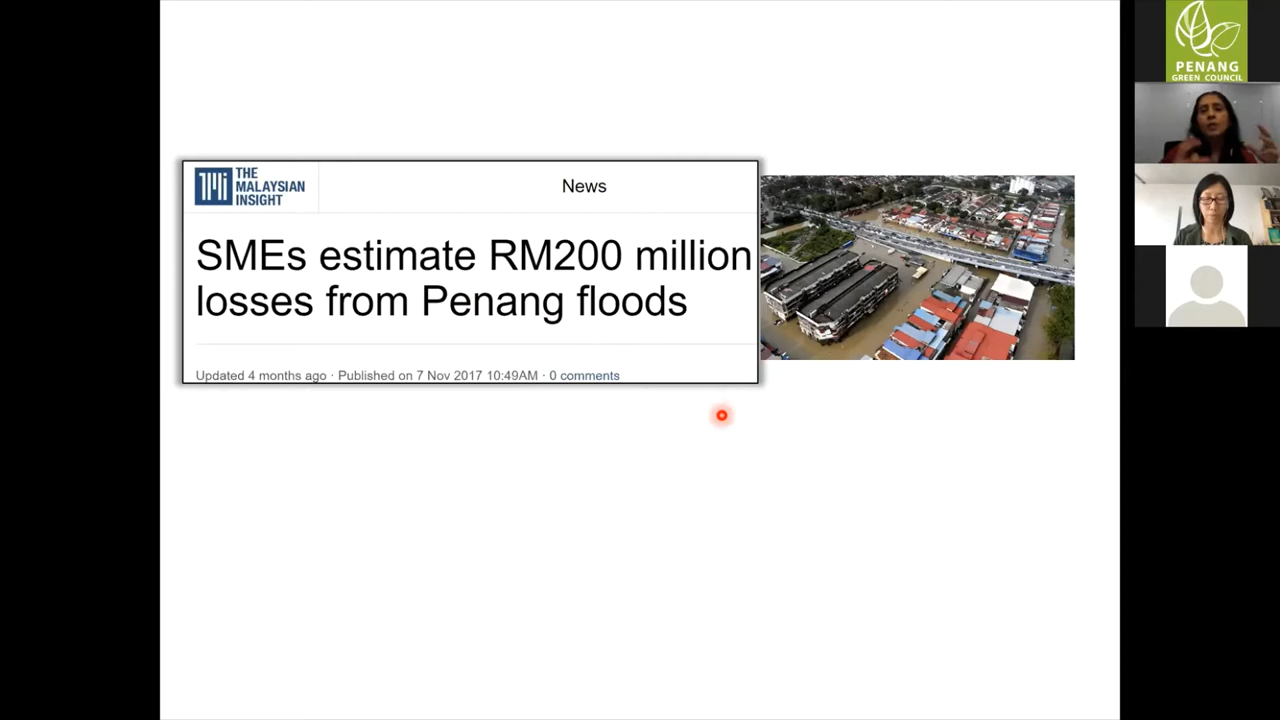 THE
MALAYSIAN
INSIGHT
News
SMEs estimate RM200 million
losses from Penang floods
Updated 4 months ago · Published on 7 Nov 2017 10:49AM · 0 comments
PENANG
GREEN COUNCIL